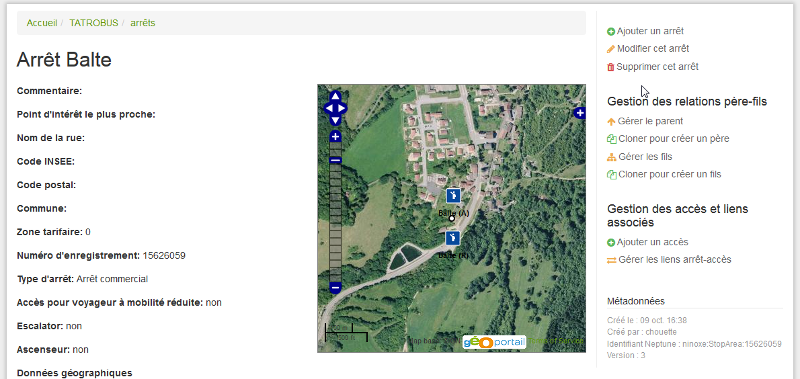 Accueil / TATROBUS / arrêts
Arrêt Balte
Commentaire:
Point d'intérêt le plus proche:
Nom de la rue:
Code INSEE:
Code postal:
Commune:
Zone tarifaire: 0
Numéro d'enregistrement: 15626059
Type d'arrêt: Arrêt commercial
Accès pour voyageur à mobilité réduite: non
Escalator: non
Ascenseur: non
Données géographiques
Balte (A)
Balte (R)
géoportail
Ajouter un arrêt
Modifier cet arrêt
Supprimer cet arrêt
Gestion des relations père-fils
Gérer le parent
Cloner pour créer un père
Gérer les fils
Cloner pour créer un fils
Gestion des accès et liens
associés
Ajouter un accès
Gérer les liens arrêt-accès
Métadonnées
Créé le : 09 oct. 16:38
Créé par : chouette
Identifiant Neptune : ninoxe:StopArea:15626059
Version : 3